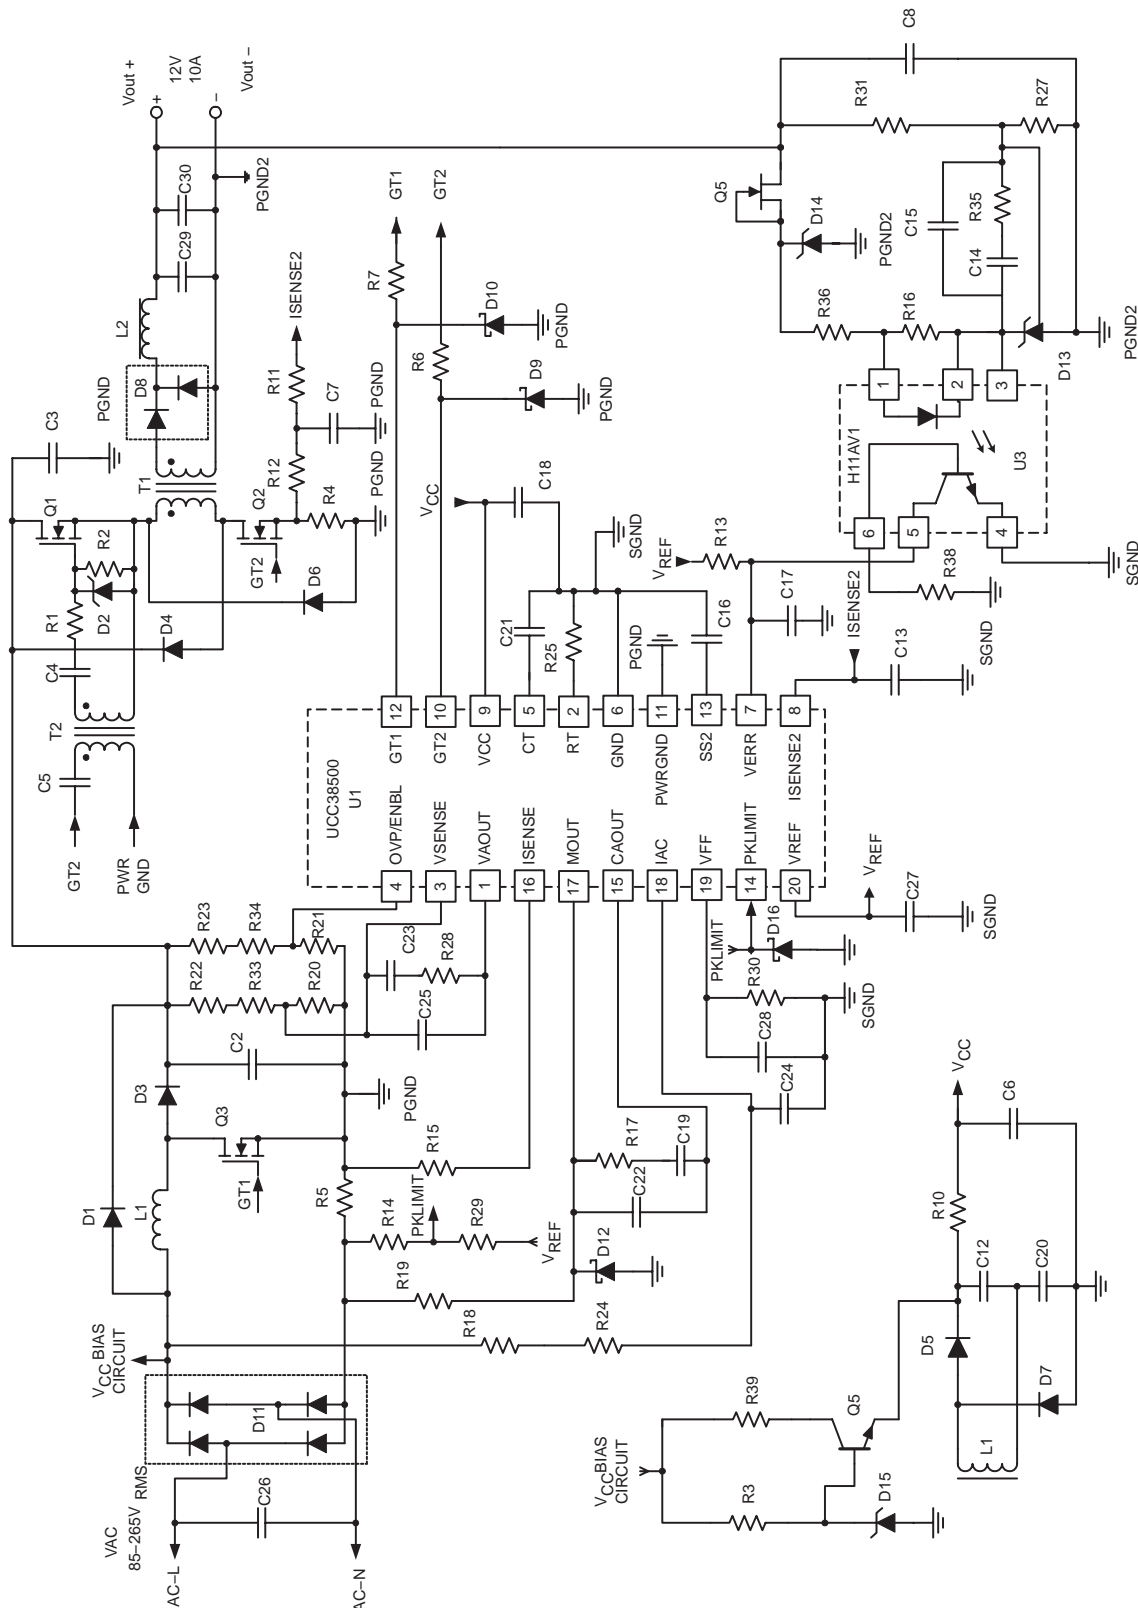 VAC
85–265V RMS
AC–L
AC–N
C26
D11
VCC BIAS
CIRCUIT
D1
L1
D3
Q3
GT1
C2
R22
R33
R20
R23
R34
R21
R5
PGND
R14
PKLIMIT
R29
VREF
R15
R19
R18
R24
D12
C22
R17
C19
C25
C23
R28
C24
C28
R30
SGND
PKLIMIT
D16
VREF
C27
SGND
GT2
PWR
GND
C5
T2
C4
R1
D2
R2
D4
D6
Q1
T1
GT2
Q2
C3
PGND
D8
L2
C29
C30
PGND2
Vout +
12V
10A
Vout –
+
–
R12
R4
C7
R11
ISENSE2
PGND
PGND
UCC38500
U1
4 OVP/ENBL
3 VSENSE
1 VAOUT
16 ISENSE
17 MOUT
15 CAOUT
18 IAC
19 VFF
14 PKLIMIT
20 VREF
GT1 12
GT2 10
VCC 9
CT 5
RT 2
GND 6
PWRGND 11
SS2 13
VERR 7
ISENSE2 8
R7
GT1
D10
PGND
R6
GT2
D9
PGND
VCC
C18
C21
R25
SGND
PGND
C16
VREF
R13
C17
ISENSE2
C13
SGND
R38
H11AV1
U3
6
5
4
1
2
3
SGND
Q5
D14
PGND2
R36
R16
C15
C14
R35
D13
PGND2
R31
R27
C8
VCC BIAS
CIRCUIT
R3
R39
Q5
D15
L1
D5
D7
C12
C20
R10
C6
VCC